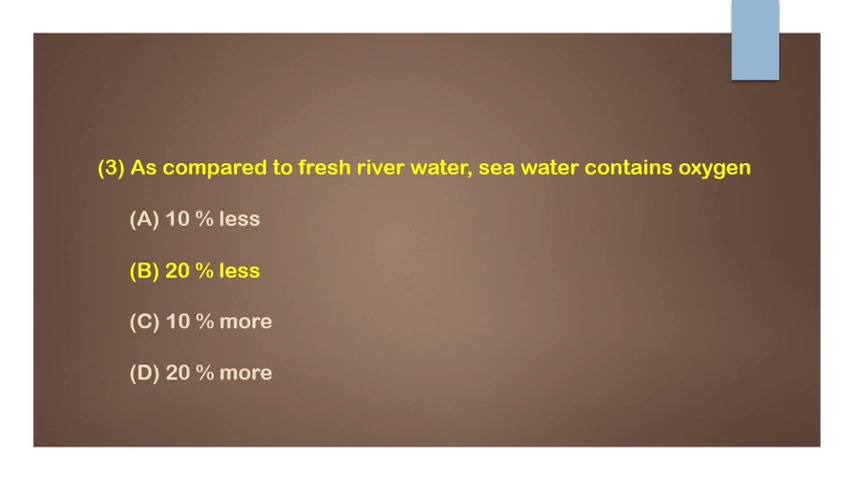 (3) As compared to fresh river water, sea water contains oxygen
(A) 10 % less
(B) 20 % less
(C) 10 % more
(D) 20 % more